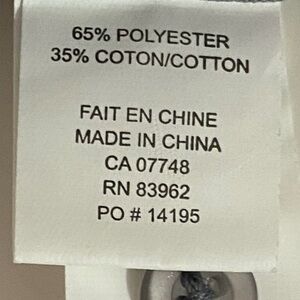 65% POLYESTER
35% COTON/COTTON
FAIT EN CHINE
MADE IN CHINA
CA 07748
RN 83962
PO # 14195